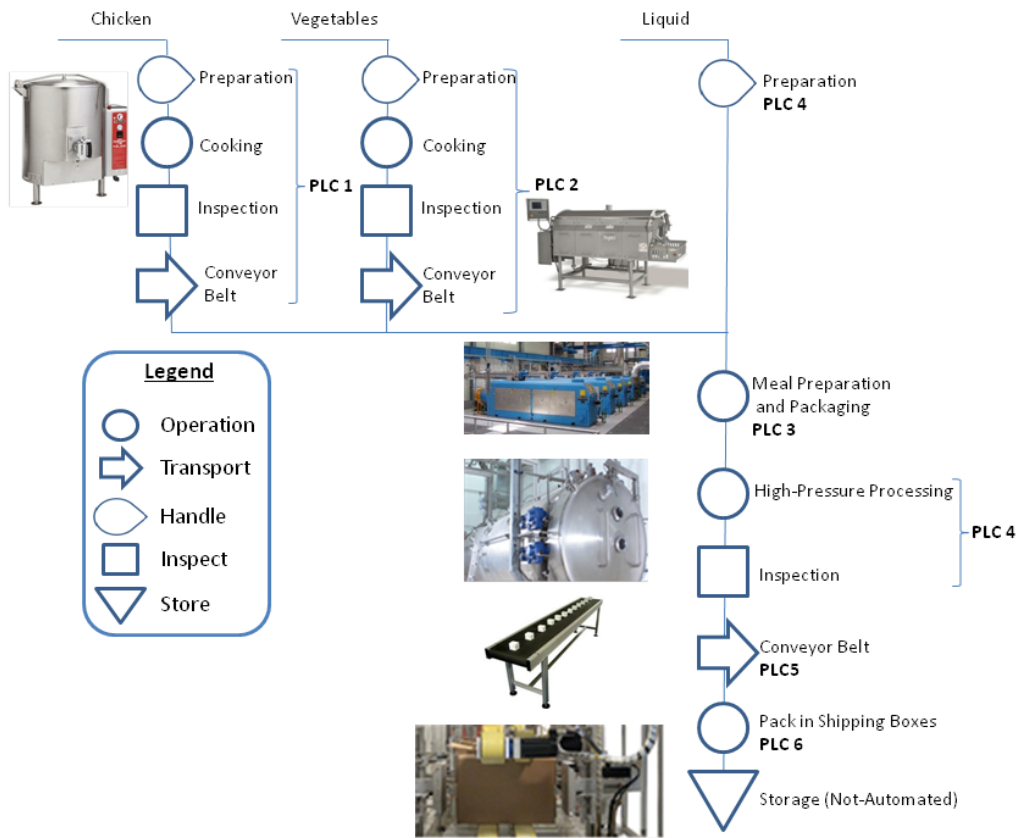 Chicken
Vegetables
Liquid
Preparation
Preparation
Preparation
PLC 4
Cooking
Cooking
PLC 1
PLC 2
Inspection
Inspection
Conveyor
Belt
Conveyor
Belt
Legend
Operation
Transport
Handle
Inspect
Store
Meal Preparation
and Packaging
PLC 3
High-Pressure Processing
PLC 4
Inspection
Conveyor Belt
PLC5
Pack in Shipping Boxes
PLC 6
Storage (Not-Automated)